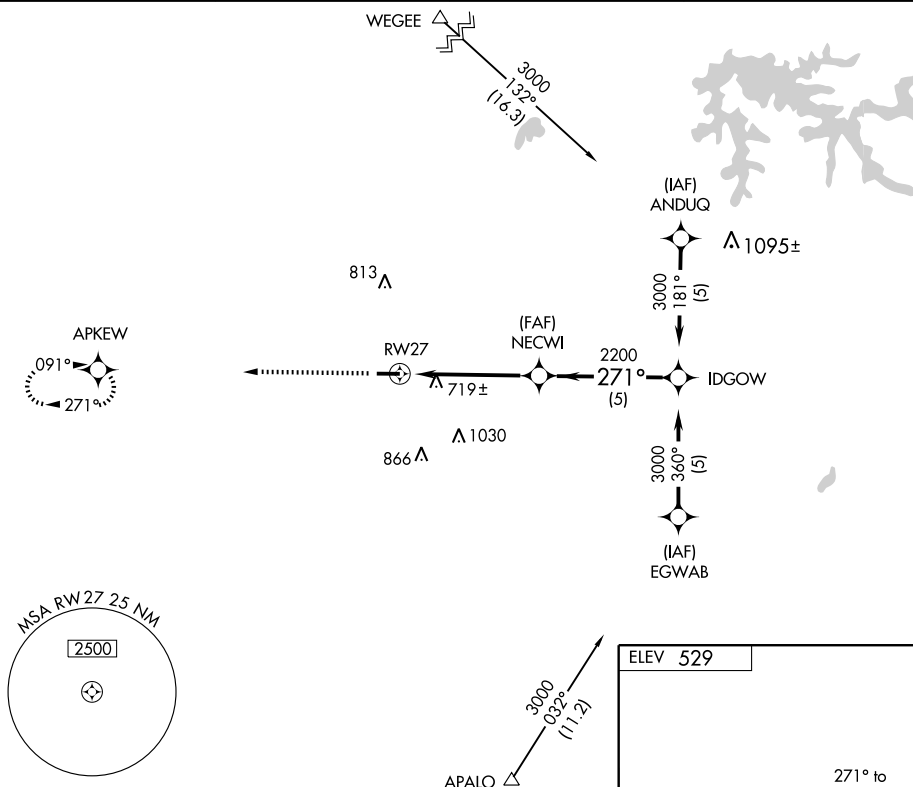 WEGEE
3000
132°
(16.3)
(IAF)
ANDUQ
1095±
813
3000
181°
(5)
(FAF)
NECWI
APKEW
RW27
2200
271°
(5)
IDGOW
091°
271°
719±
1030
866
3000
360°
(5)
(IAF)
EGWAB
MSA RW27 25 NM
2500
ELEV 529
3000
032°
(11.2)
APALO
271° to